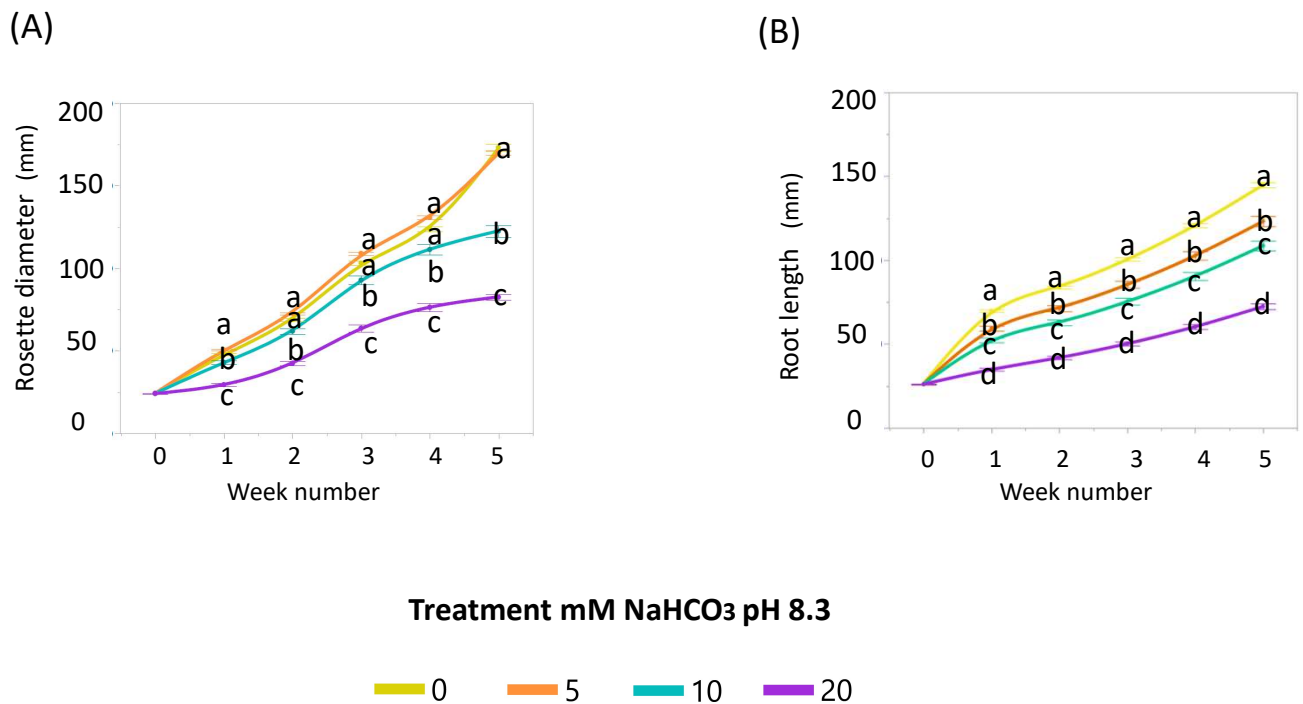 (A)
(B)
200
150
100
50
0
Rosette diameter (mm)
a
a
b
c
a
a
b
c
a
a
b
c
a
a
b
c
a
b
c
0 1 2 3 4 5
Week number
200
150
100
50
0
Root length (mm)
a
b
c
d
a
b
c
d
a
b
c
d
a
b
c
d
a
b
c
d
0 1 2 3 4 5
Week number
Treatment mM NaHCO3 pH 8.3
0 5 10 20